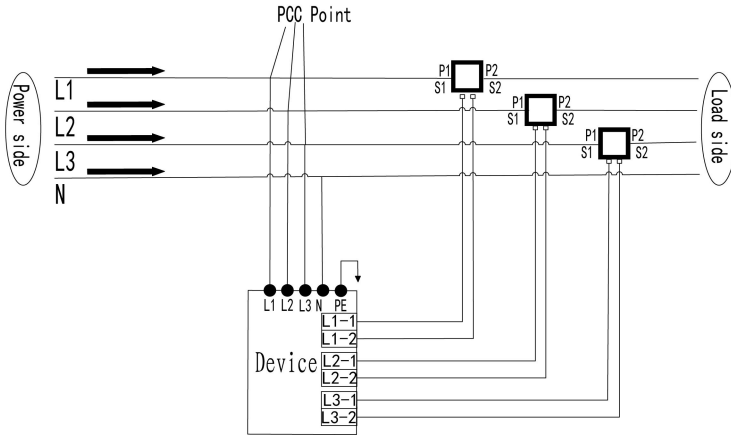 PCC Point
Power side
L1
L2
L3
N
P1 P2
S1 S2
P1 P2
S1 S2
P1 P2
S1 S2
Load side
L1 L2 L3 N PE
Device
L1-1
L1-2
L2-1
L2-2
L3-1
L3-2